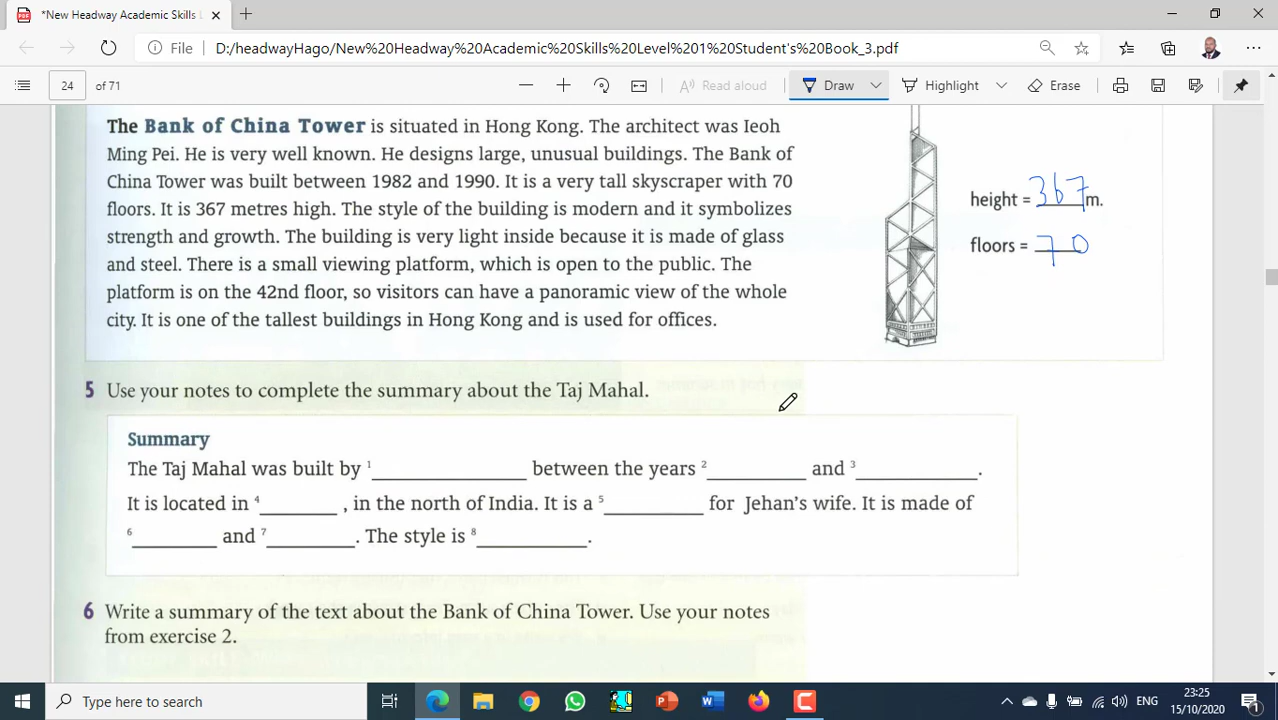 *New Headway Academic Skills L
File
D:/headwayHago/New%20Headway%20Academic%20Skills%20Level%201%20Student's%20Book_3.pdf
24 of 71
Read aloud
Draw
Highlight
Erase
The Bank of China Tower is situated in Hong Kong. The architect was Ieoh
Ming Pei. He is very well known. He designs large, unusual buildings. The Bank of
China Tower was built between 1982 and 1990. It is a very tall skyscraper with 70
floors. It is 367 metres high. The style of the building is modern and it symbolizes
strength and growth. The building is very light inside because it is made of glass
and steel. There is a small viewing platform, which is open to the public. The
platform is on the 42nd floor, so visitors can have a panoramic view of the whole
city. It is one of the tallest buildings in Hong Kong and is used for offices.
height = 367 m.
floors = 70
5 Use your notes to complete the summary about the Taj Mahal.
Summary
The Taj Mahal was built by 1 ____________ between the years 2 ________ and 3 ________.
It is located in 4 ______ , in the north of India. It is a 5 ________ for Jehan's wife. It is made of
6 ________ and 7 ________. The style is 8 ________.
6 Write a summary of the text about the Bank of China Tower. Use your notes
from exercise 2.
Type here to search
ENG
23:25
15/10/2020